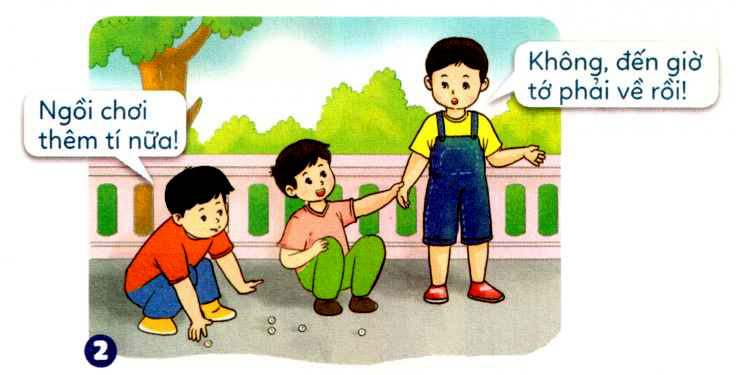 Ngồi chơi
thêm tí nữa!
Không, đến giờ
tớ phải về rồi!
2